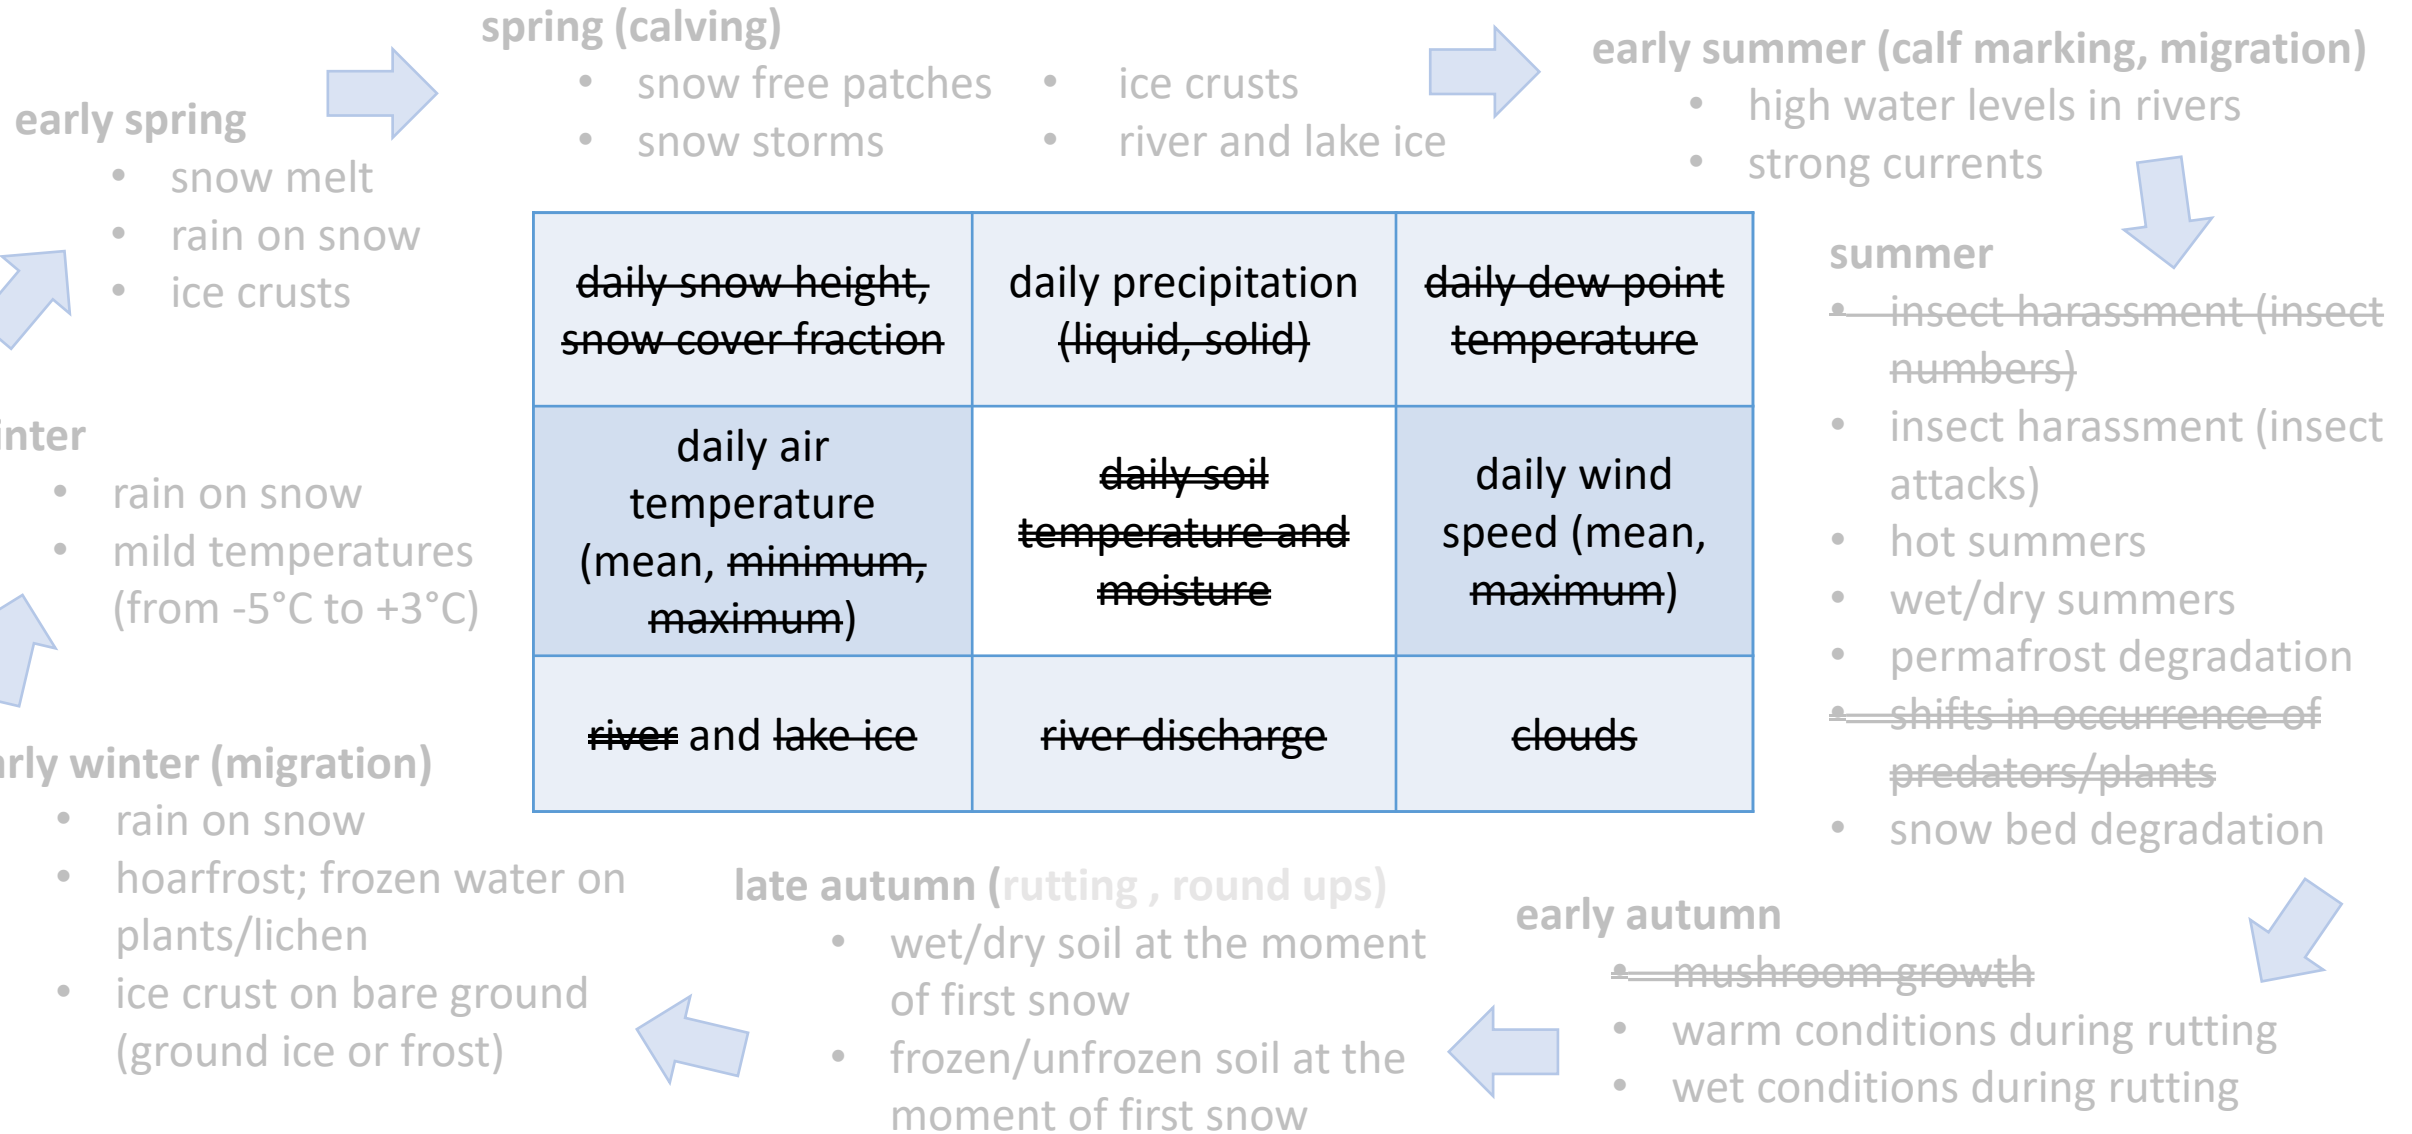 spring (calving)
• snow free patches
• snow storms
• ice crusts
• river and lake ice
early summer (calf marking, migration)
• high water levels in rivers
• strong currents
early spring
• snow melt
• rain on snow
• ice crusts
daily snow height,
snow cover fraction
daily precipitation
(liquid, solid)
daily dew point
temperature
daily air
temperature
(mean, minimum,
maximum)
daily soil
temperature and
moisture
daily wind
speed (mean,
maximum)
river and lake ice
river discharge
clouds
summer
• insect harassment (insect
numbers)
• insect harassment (insect
attacks)
• hot summers
• wet/dry summers
• permafrost degradation
• shifts in occurrence of
predators/plants
• snow bed degradation
inter
• rain on snow
• mild temperatures
(from -5°C to +3°C)
arly winter (migration)
• rain on snow
• hoarfrost; frozen water on
plants/lichen
• ice crust on bare ground
(ground ice or frost)
late autumn (rutting , round ups)
• wet/dry soil at the moment
of first snow
• frozen/unfrozen soil at the
moment of first snow
early autumn
• mushroom growth
• warm conditions during rutting
• wet conditions during rutting